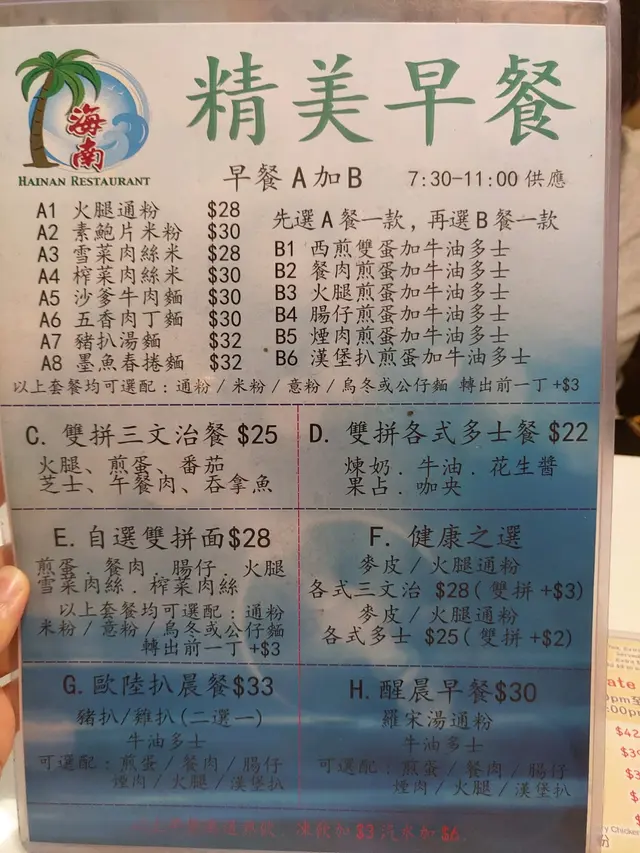 精美早餐
海南
HAINAN RESTAURANT
早餐A加B 7:30-11:00供應
A1 火腿通粉 $28
A2 素鮑片米粉 $30
A3 雪菜肉絲米 $28
A4 榨菜肉絲米 $30
A5 沙爹牛肉麵 $30
A6 五香肉丁麵 $30
A7 豬扒湯麵 $32
A8 墨魚春捲麵 $32
先選A餐一款，再選B餐一款
B1 西煎雙蛋加牛油多士
B2 餐肉煎蛋加牛油多士
B3 火腿煎蛋加牛油多士
B4 腸仔煎蛋加牛油多士
B5 煙肉煎蛋加牛油多士
B6 漢堡扒煎蛋加牛油多士
以上套餐均可選配：通粉/米粉/意粉/烏冬或公仔麵 轉出前一丁+$3
C. 雙拼三文治餐 $25
火腿、煎蛋、番茄
芝士、午餐肉、吞拿魚
D. 雙拼各式多士餐 $22
煉奶．牛油．花生醬
果占．咖央
E. 自選雙拼面$28
煎蛋．餐肉．腸仔．火腿
雪菜肉絲．榨菜肉絲
以上套餐均可選配：通粉
米粉/意粉/烏冬或公仔麵
轉出前一丁+$3
F. 健康之選
麥皮/火腿通粉
各式三文治 $28(雙拼+$3)
麥皮/火腿通粉
各式多士 $25(雙拼+$2)
G. 歐陸扒晨餐$33
豬扒/雞扒(二選一)
牛油多士
可選配：煎蛋/餐肉/腸仔
煙肉/火腿/漢堡扒
H. 醒晨早餐$30
羅宋湯通粉
牛油多士
可選配：煎蛋/餐肉/腸仔
煙肉/火腿/漢堡扒
凍飲加$3汽水加$6